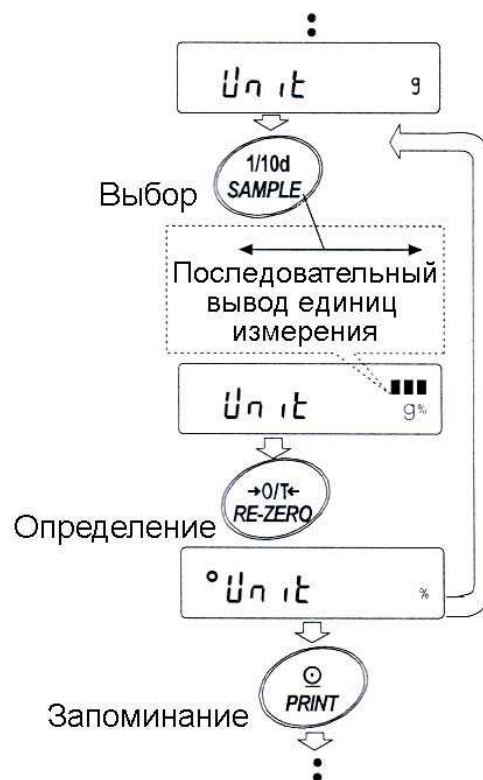 Unit g
1/10d
SAMPLE
Выбор
Последовательный
вывод единиц
измерения
Unit g%
→0/T←
RE-ZERO
Определение
°Unit %
PRINT
Запоминание